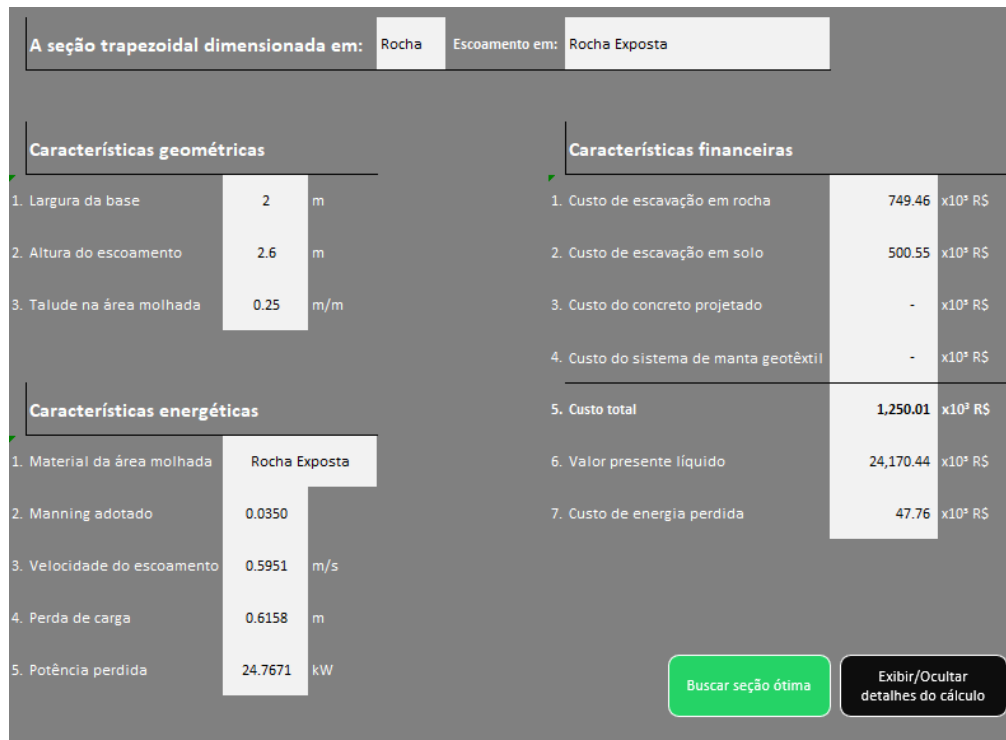 A seção trapezoidal dimensionada em: Rocha Escoamento em: Rocha Exposta
Características geométricas
1. Largura da base 2 m
2. Altura do escoamento 2.6 m
3. Talude na área molhada 0.25 m/m
Características energéticas
1. Material da área molhada Rocha Exposta
2. Manning adotado 0.0350
3. Velocidade do escoamento 0.5951 m/s
4. Perda de carga 0.6158 m
5. Potência perdida 24.7671 kW
Características financeiras
1. Custo de escavação em rocha 749.46 x10³ R$
2. Custo de escavação em solo 500.55 x10³ R$
3. Custo do concreto projetado - x10³ R$
4. Custo do sistema de manta geotêxtil - x10³ R$
5. Custo total 1,250.01 x10³ R$
6. Valor presente líquido 24,170.44 x10³ R$
7. Custo de energia perdida 47.76 x10³ R$
Buscar seção ótima
Exibir/Ocultar
detalhes do cálculo